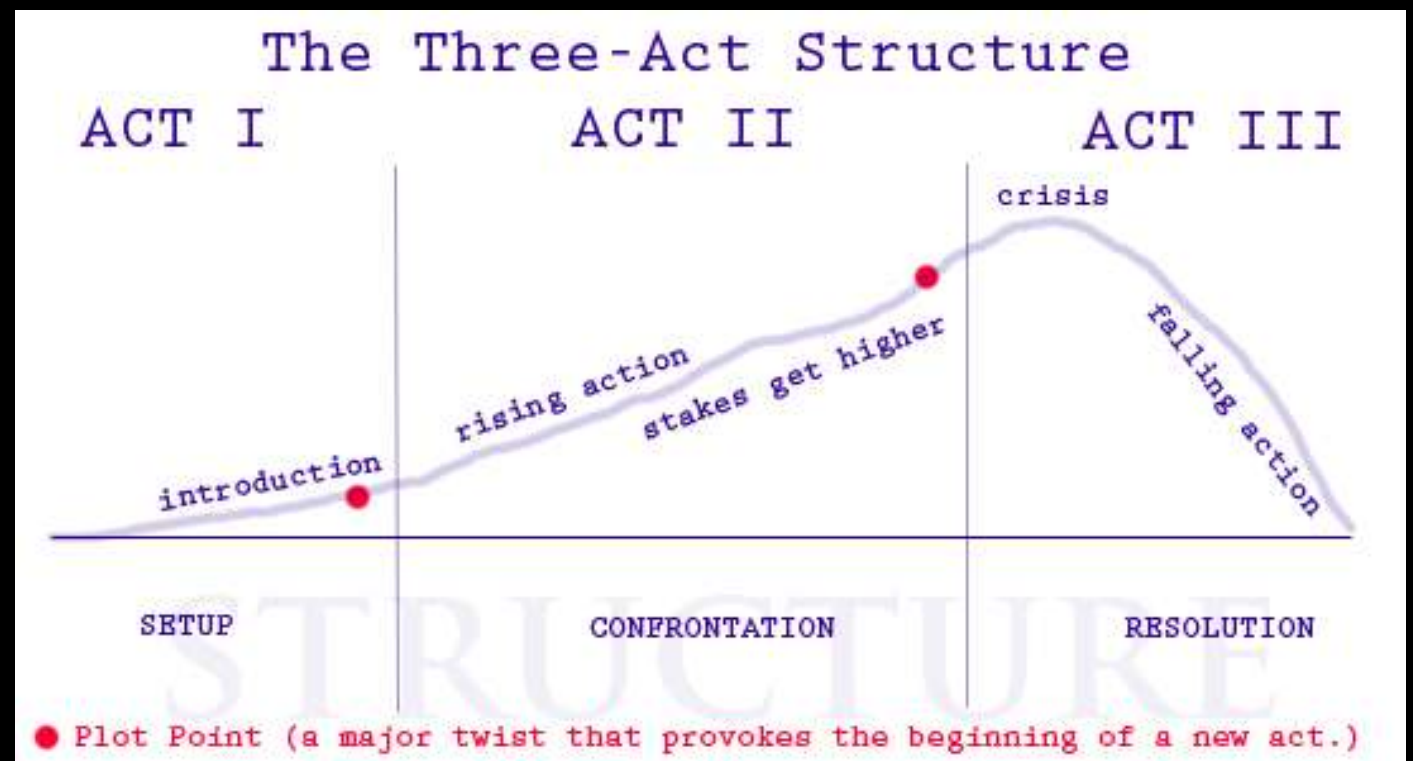 The Three-Act Structure
ACT I
ACT II
ACT III
crisis
introduction
rising action
stakes get higher
falling action
SETUP
CONFRONTATION
RESOLUTION
STRUCTURE
Plot Point (a major twist that provokes the beginning of a new act.)